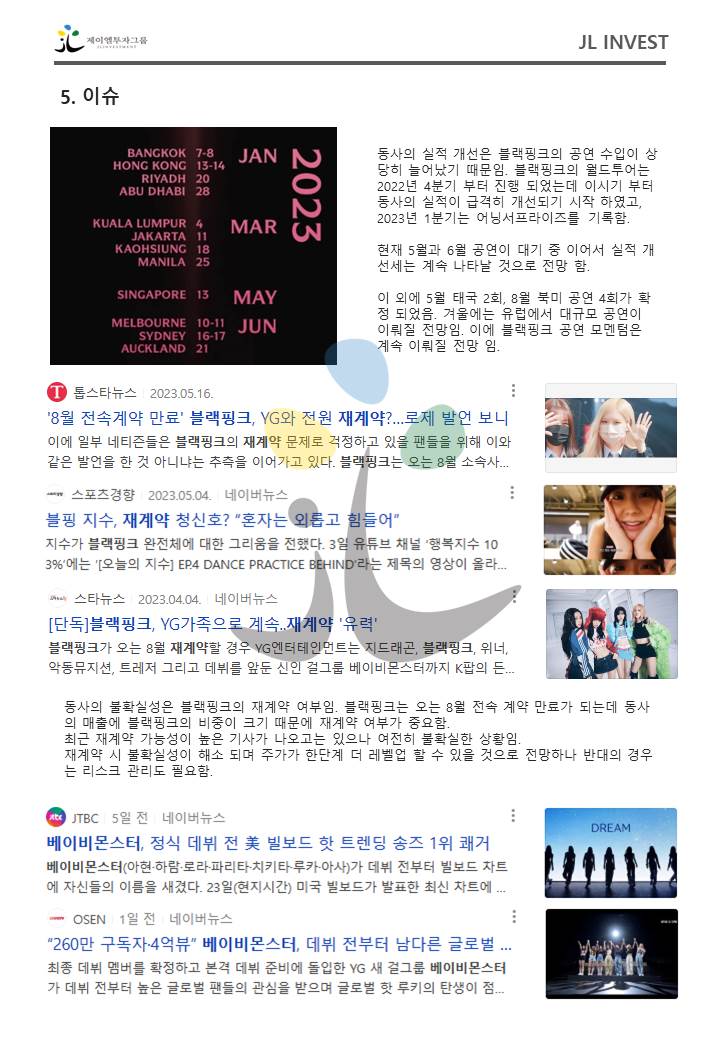 제이엘투자그룹
JL INVESTMENT
JL INVEST
5. 이슈
2023
BANGKOK 7-8 JAN
HONG KONG 13-14
RIYADH 20
ABU DHABI 28
KUALA LUMPUR 4 MAR
JAKARTA 11
KAOHSIUNG 18
MANILA 25
SINGAPORE 13 MAY
MELBOURNE 10-11 JUN
SYDNEY 16-17
AUCKLAND 21
동사의 실적 개선은 블랙핑크의 공연 수입이 상
당히 늘어났기 때문임. 블랙핑크의 월드투어는
2022년 4분기 부터 진행 되었는데 이시기 부터
동사의 실적이 급격히 개선되기 시작 하였고,
2023년 1분기는 어닝서프라이즈를 기록함.
현재 5월과 6월 공연이 대기 중 이어서 실적 개
선세는 계속 나타날 것으로 전망 함.
이 외에 5월 태국 2회, 8월 북미 공연 4회가 확
정 되었음. 겨울에는 유럽에서 대규모 공연이
이뤄질 전망임. 이에 블랙핑크 공연 모멘텀은
계속 이뤄질 전망 임.
T 톱스타뉴스 2023.05.16.
'8월 전속계약 만료' 블랙핑크, YG와 전원 재계약?...로제 발언 보니
이에 일부 네티즌들은 블랙핑크의 재계약 문제로 걱정하고 있을 팬들을 위해 이와
같은 발언을 한 것 아니냐는 추측을 이어가고 있다. 블랙핑크는 오는 8월 소속사...
스포츠경향 2023.05.04. 네이버뉴스
블핑 지수, 재계약 청신호? “혼자는 외롭고 힘들어”
지수가 블랙핑크 완전체에 대한 그리움을 전했다. 3일 유튜브 채널 ‘행복지수 10
3%’에는 ‘[오늘의 지수] EP.4 DANCE PRACTICE BEHIND’라는 제목의 영상이 올라...
스타뉴스 2023.04.04. 네이버뉴스
[단독]블랙핑크, YG가족으로 계속..재계약 '유력'
블랙핑크가 오는 8월 재계약할 경우 YG엔터테인먼트는 지드래곤, 블랙핑크, 위너,
악동뮤지션, 트레저 그리고 데뷔를 앞둔 신인 걸그룹 베이비몬스터까지 K팝의 든...
동사의 불확실성은 블랙핑크의 재계약 여부임. 블랙핑크는 오는 8월 전속 계약 만료가 되는데 동사
의 매출에 블랙핑크의 비중이 크기 때문에 재계약 여부가 중요함.
최근 재계약 가능성이 높은 기사가 나오고는 있으나 여전히 불확실한 상황임.
재계약 시 불확실성이 해소 되며 주가가 한단계 더 레벨업 할 수 있을 것으로 전망하나 반대의 경우
는 리스크 관리도 필요함.
jtbc JTBC 5일 전 네이버뉴스
베이비몬스터, 정식 데뷔 전 美 빌보드 핫 트렌딩 송즈 1위 쾌거
베이비몬스터(아현·하람·로라·파리타·치키타·루카·아사)가 데뷔 전부터 빌보드 차트
에 자신들의 이름을 새겼다. 23일(현지시간) 미국 빌보드가 발표한 최신 차트에 ...
DREAM
OSEN 1일 전 네이버뉴스
“260만 구독자·4억뷰” 베이비몬스터, 데뷔 전부터 남다른 글로벌 ...
최종 데뷔 멤버를 확정하고 본격 데뷔 준비에 돌입한 YG 새 걸그룹 베이비몬스터
가 데뷔 전부터 높은 글로벌 팬들의 관심을 받으며 글로벌 핫 루키의 탄생이 점...